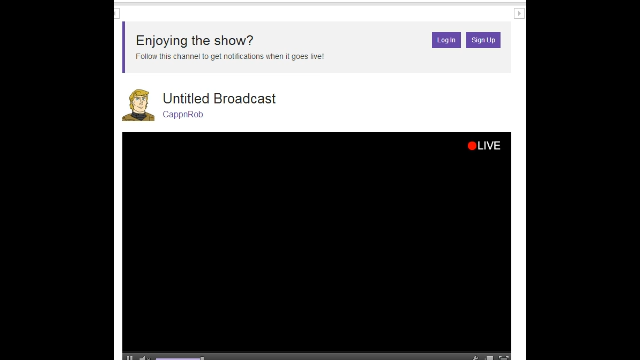 Enjoying the show?
Follow this channel to get notifications when it goes live!
Log In
Sign Up
Untitled Broadcast
CappnRob
LIVE